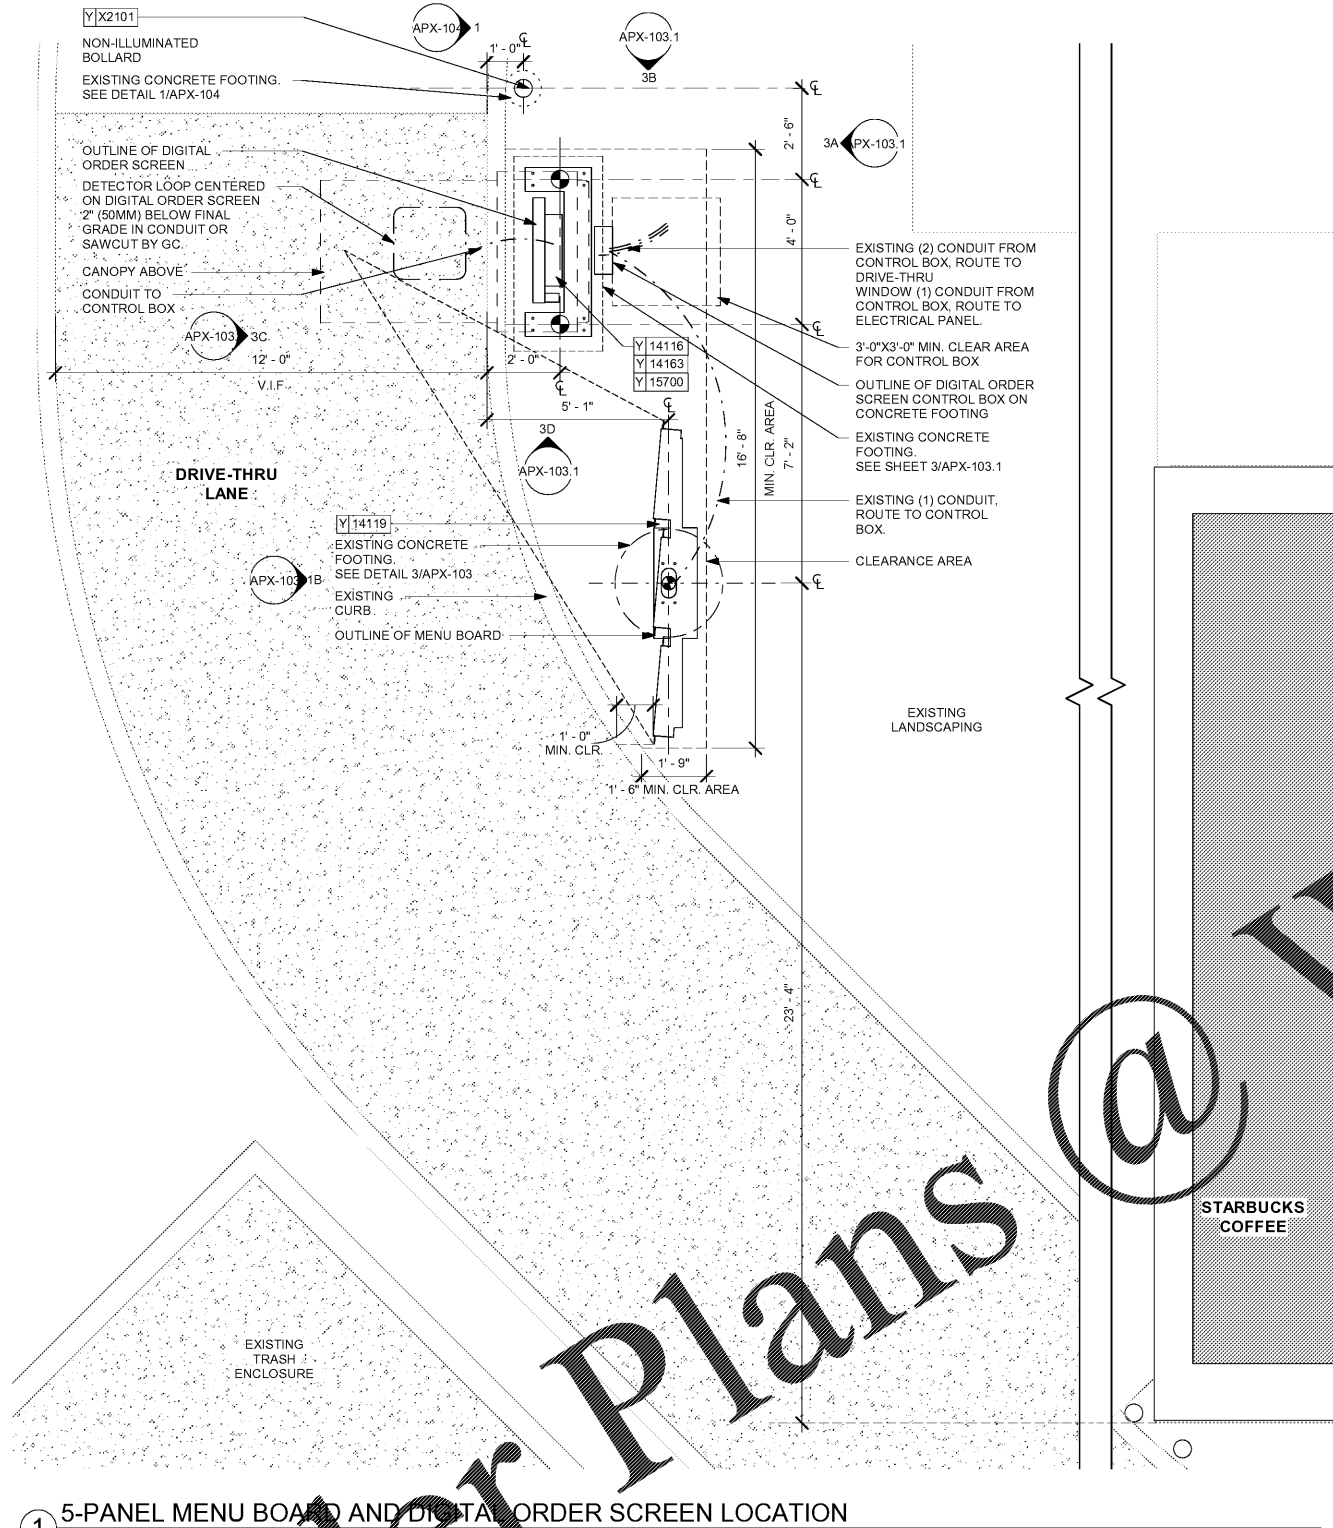 Y X2101
NON-ILLUMINATED
BOLLARD
EXISTING CONCRETE FOOTING.
SEE DETAIL 1/APX-104
OUTLINE OF DIGITAL
ORDER SCREEN
DETECTOR LOOP CENTERED
ON DIGITAL ORDER SCREEN
2" (50MM) BELOW FINAL
GRADE IN CONDUIT OR
SAWCUT BY GC.
CANOPY ABOVE
CONDUIT TO
CONTROL BOX
APX-104 1
1' - 0"
APX-103.1
3B
2' - 6"
3A APX-103.1
4' - 0"
APX-103. 3C
12' - 0"
V.I.F.
2' - 0"
5' - 1"
Y 14116
Y 14163
Y 15700
3D
APX-103.1
EXISTING (2) CONDUIT FROM
CONTROL BOX, ROUTE TO
DRIVE-THRU
WINDOW (1) CONDUIT FROM
CONTROL BOX, ROUTE TO
ELECTRICAL PANEL.
3'-0"X3'-0" MIN. CLEAR AREA
FOR CONTROL BOX
OUTLINE OF DIGITAL ORDER
SCREEN CONTROL BOX ON
CONCRETE FOOTING
EXISTING CONCRETE
FOOTING.
SEE SHEET 3/APX-103.1
EXISTING (1) CONDUIT,
ROUTE TO CONTROL
BOX.
CLEARANCE AREA
16' - 8"
MIN. CLR. AREA
7' - 2"
DRIVE-THRU
LANE
Y 14119
EXISTING CONCRETE
FOOTING.
SEE DETAIL 3/APX-103
EXISTING
CURB
OUTLINE OF MENU BOARD
APX-103 1B
1' - 0"
MIN. CLR.
1' - 9"
1' - 6" MIN. CLR. AREA
EXISTING
LANDSCAPING
23' - 4"
STARBUCKS
COFFEE
EXISTING
TRASH
ENCLOSURE
er Plans @
1
5-PANEL MENU BOARD AND DIGITAL ORDER SCREEN LOCATION